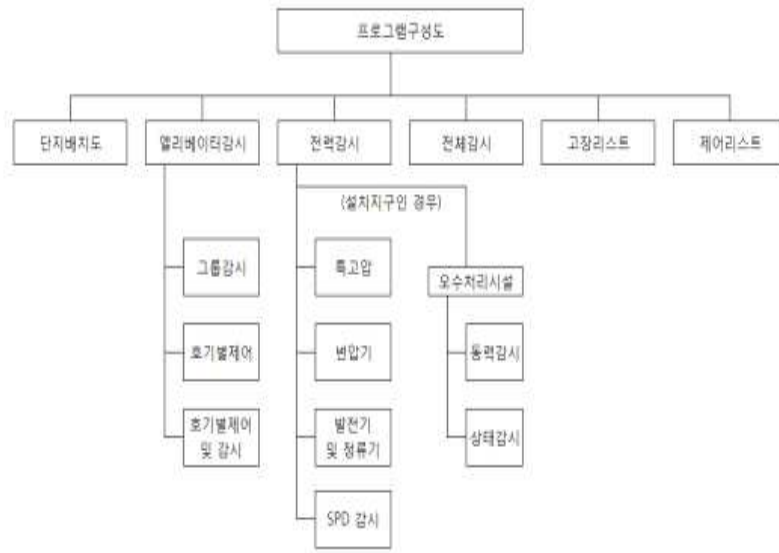 프로그램구성도
단지배치도
엘리베이터감시
전력감시
전체감시
고장리스트
제어리스트
(설치지구인 경우)
그룹감시
특고압
오수처리시설
호기별제어
변압기
동력감시
호기별제어
및 감시
발전기
및 정류기
상태감시
SPD 감시